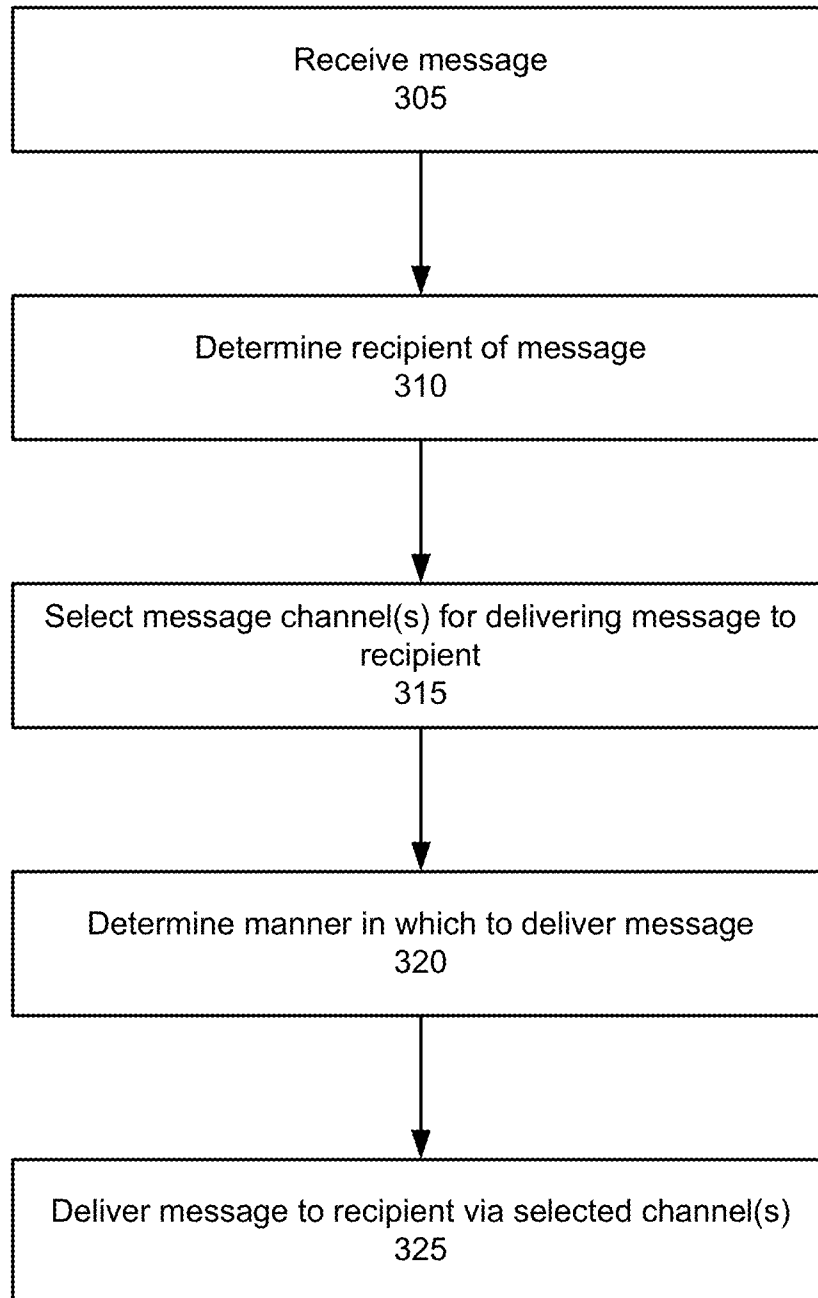 Receive message
305
Determine recipient of message
310
Select message channel(s) for delivering message to
recipient
315
Determine manner in which to deliver message
320
Deliver message to recipient via selected channel(s)
325